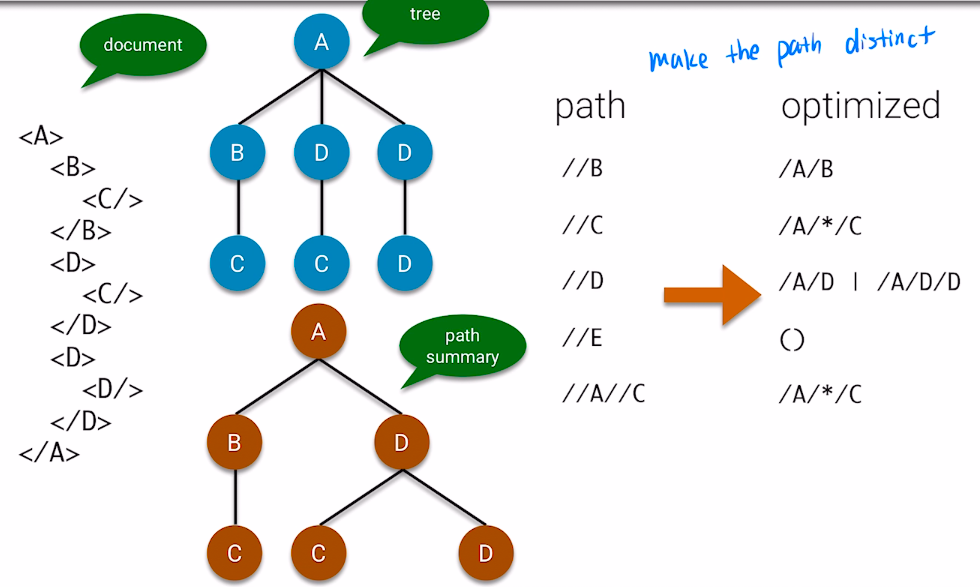 document
<A>
<B>
<C/>
</B>
<D>
<C/>
</D>
<D>
<D/>
</D>
</A>
tree
A
B D D
C C D
path summary
A
B D
C C D
make the path distinct
path optimized
//B /A/B
//C /A/*/C
//D /A/D | /A/D/D
//E ()
//A//C /A/*/C